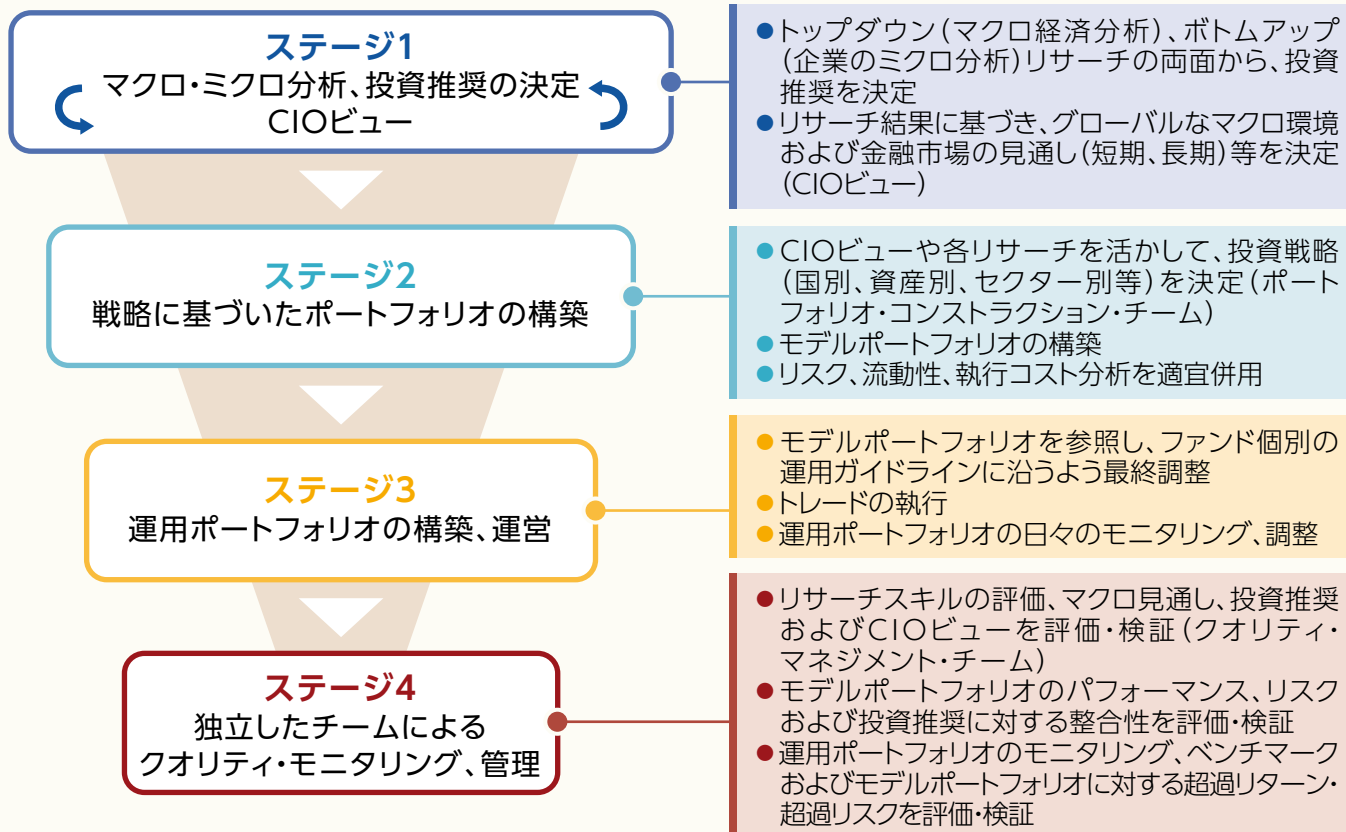 ステージ1
マクロ・ミクロ分析、投資推奨の決定
CIOビュー
●トップダウン(マクロ経済分析)、ボトムアップ
(企業のミクロ分析)リサーチの両面から、投資
推奨を決定
●リサーチ結果に基づき、グローバルなマクロ環境
および金融市場の見通し(短期、長期)等を決定
(CIOビュー)
ステージ2
戦略に基づいたポートフォリオの構築
●CIOビューや各リサーチを活かして、投資戦略
(国別、資産別、セクター別等)を決定(ポート
フォリオ・コンストラクション・チーム)
●モデルポートフォリオの構築
●リスク、流動性、執行コスト分析を適宜併用
ステージ3
運用ポートフォリオの構築、運営
●モデルポートフォリオを参照し、ファンド個別の
運用ガイドラインに沿うよう最終調整
●トレードの執行
●運用ポートフォリオの日々のモニタリング、調整
ステージ4
独立したチームによる
クオリティ・モニタリング、管理
●リサーチスキルの評価、マクロ見通し、投資推奨
およびCIOビューを評価・検証(クオリティ・
マネジメント・チーム)
●モデルポートフォリオのパフォーマンス、リスク
および投資推奨に対する整合性を評価・検証
●運用ポートフォリオのモニタリング、ベンチマーク
およびモデルポートフォリオに対する超過リターン・
超過リスクを評価・検証